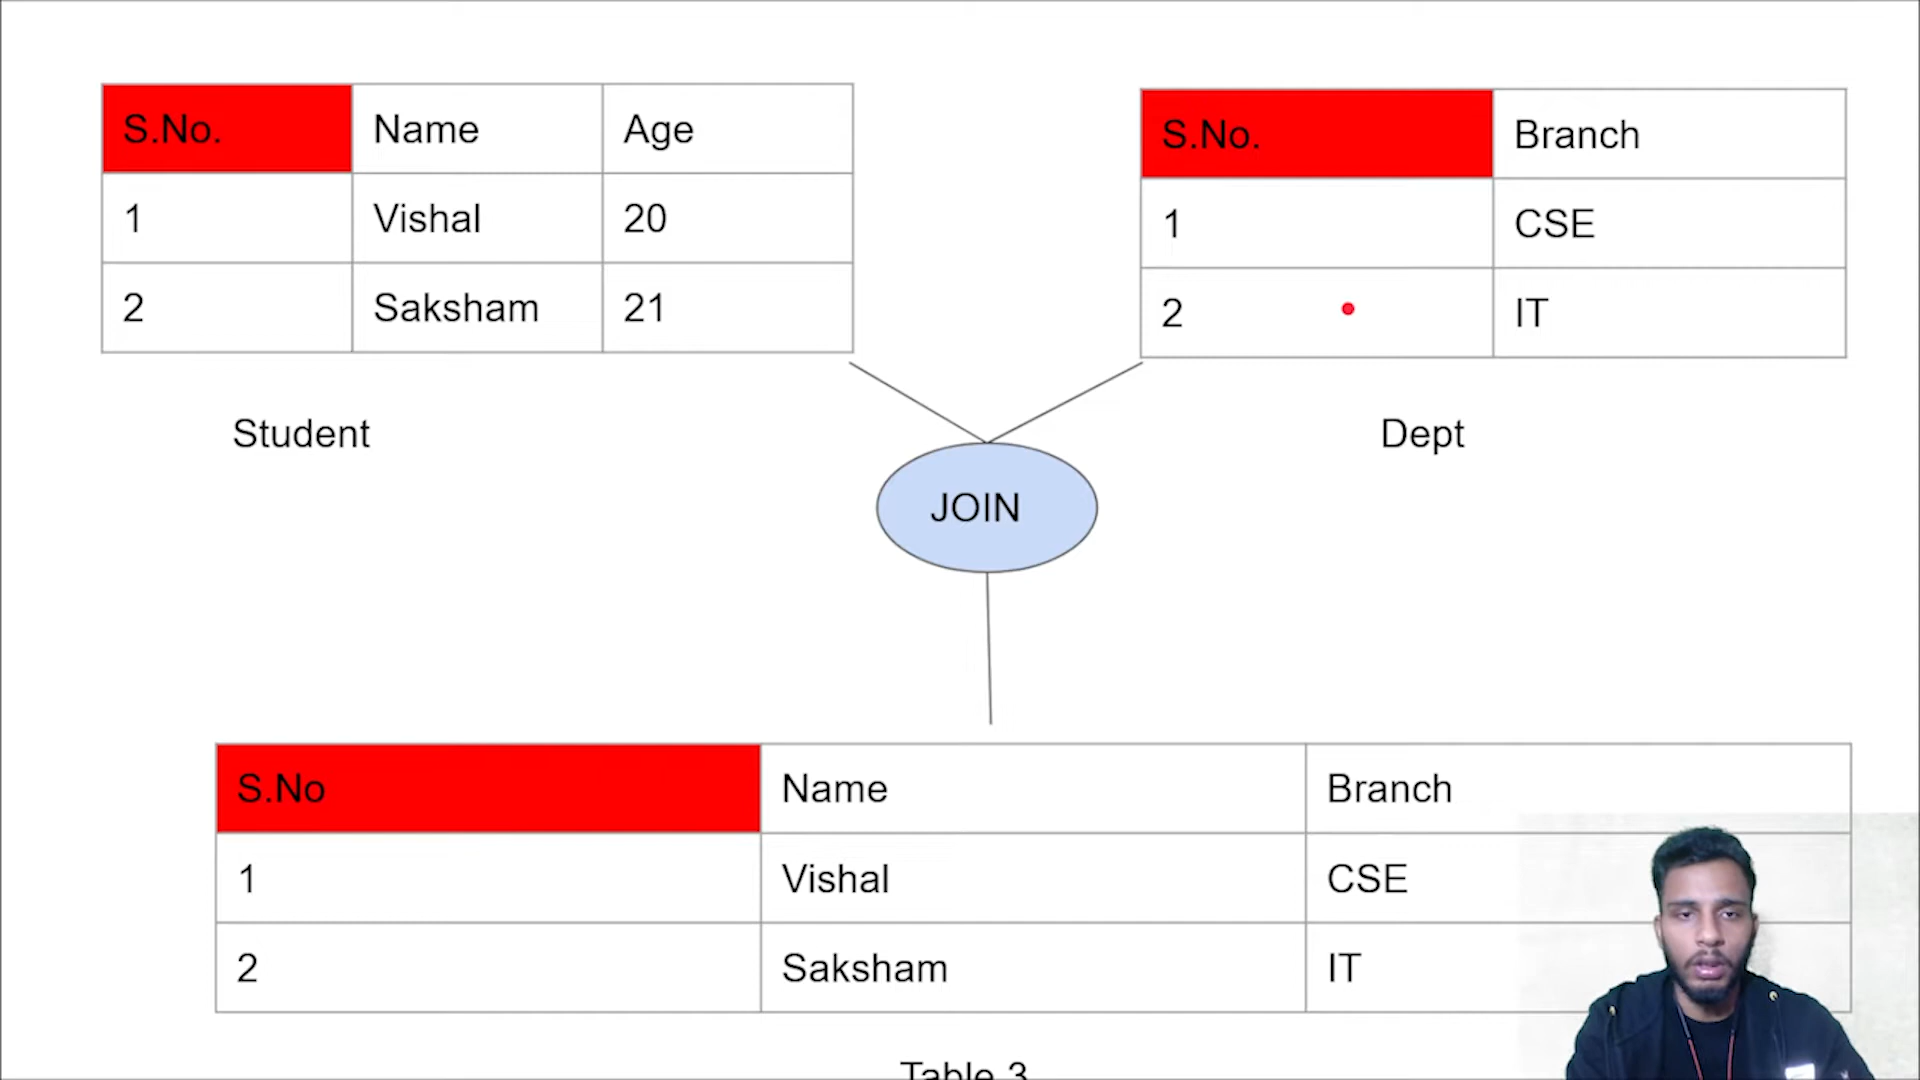 S.No. Name Age
1 Vishal 20
2 Saksham 21
Student
S.No. Branch
1 CSE
2 IT
Dept
JOIN
S.No Name Branch
1 Vishal CSE
2 Saksham IT
Table 3